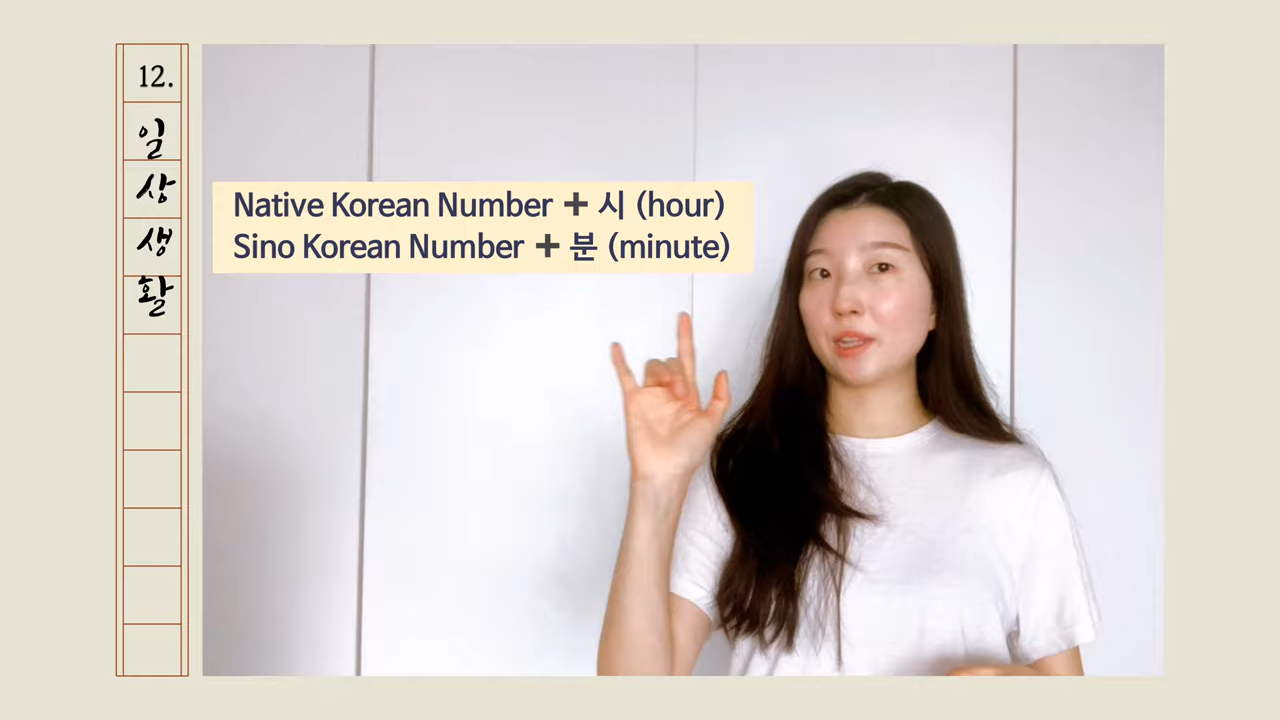 12.
일상생활
Native Korean Number + 시 (hour)
Sino Korean Number + 분 (minute)